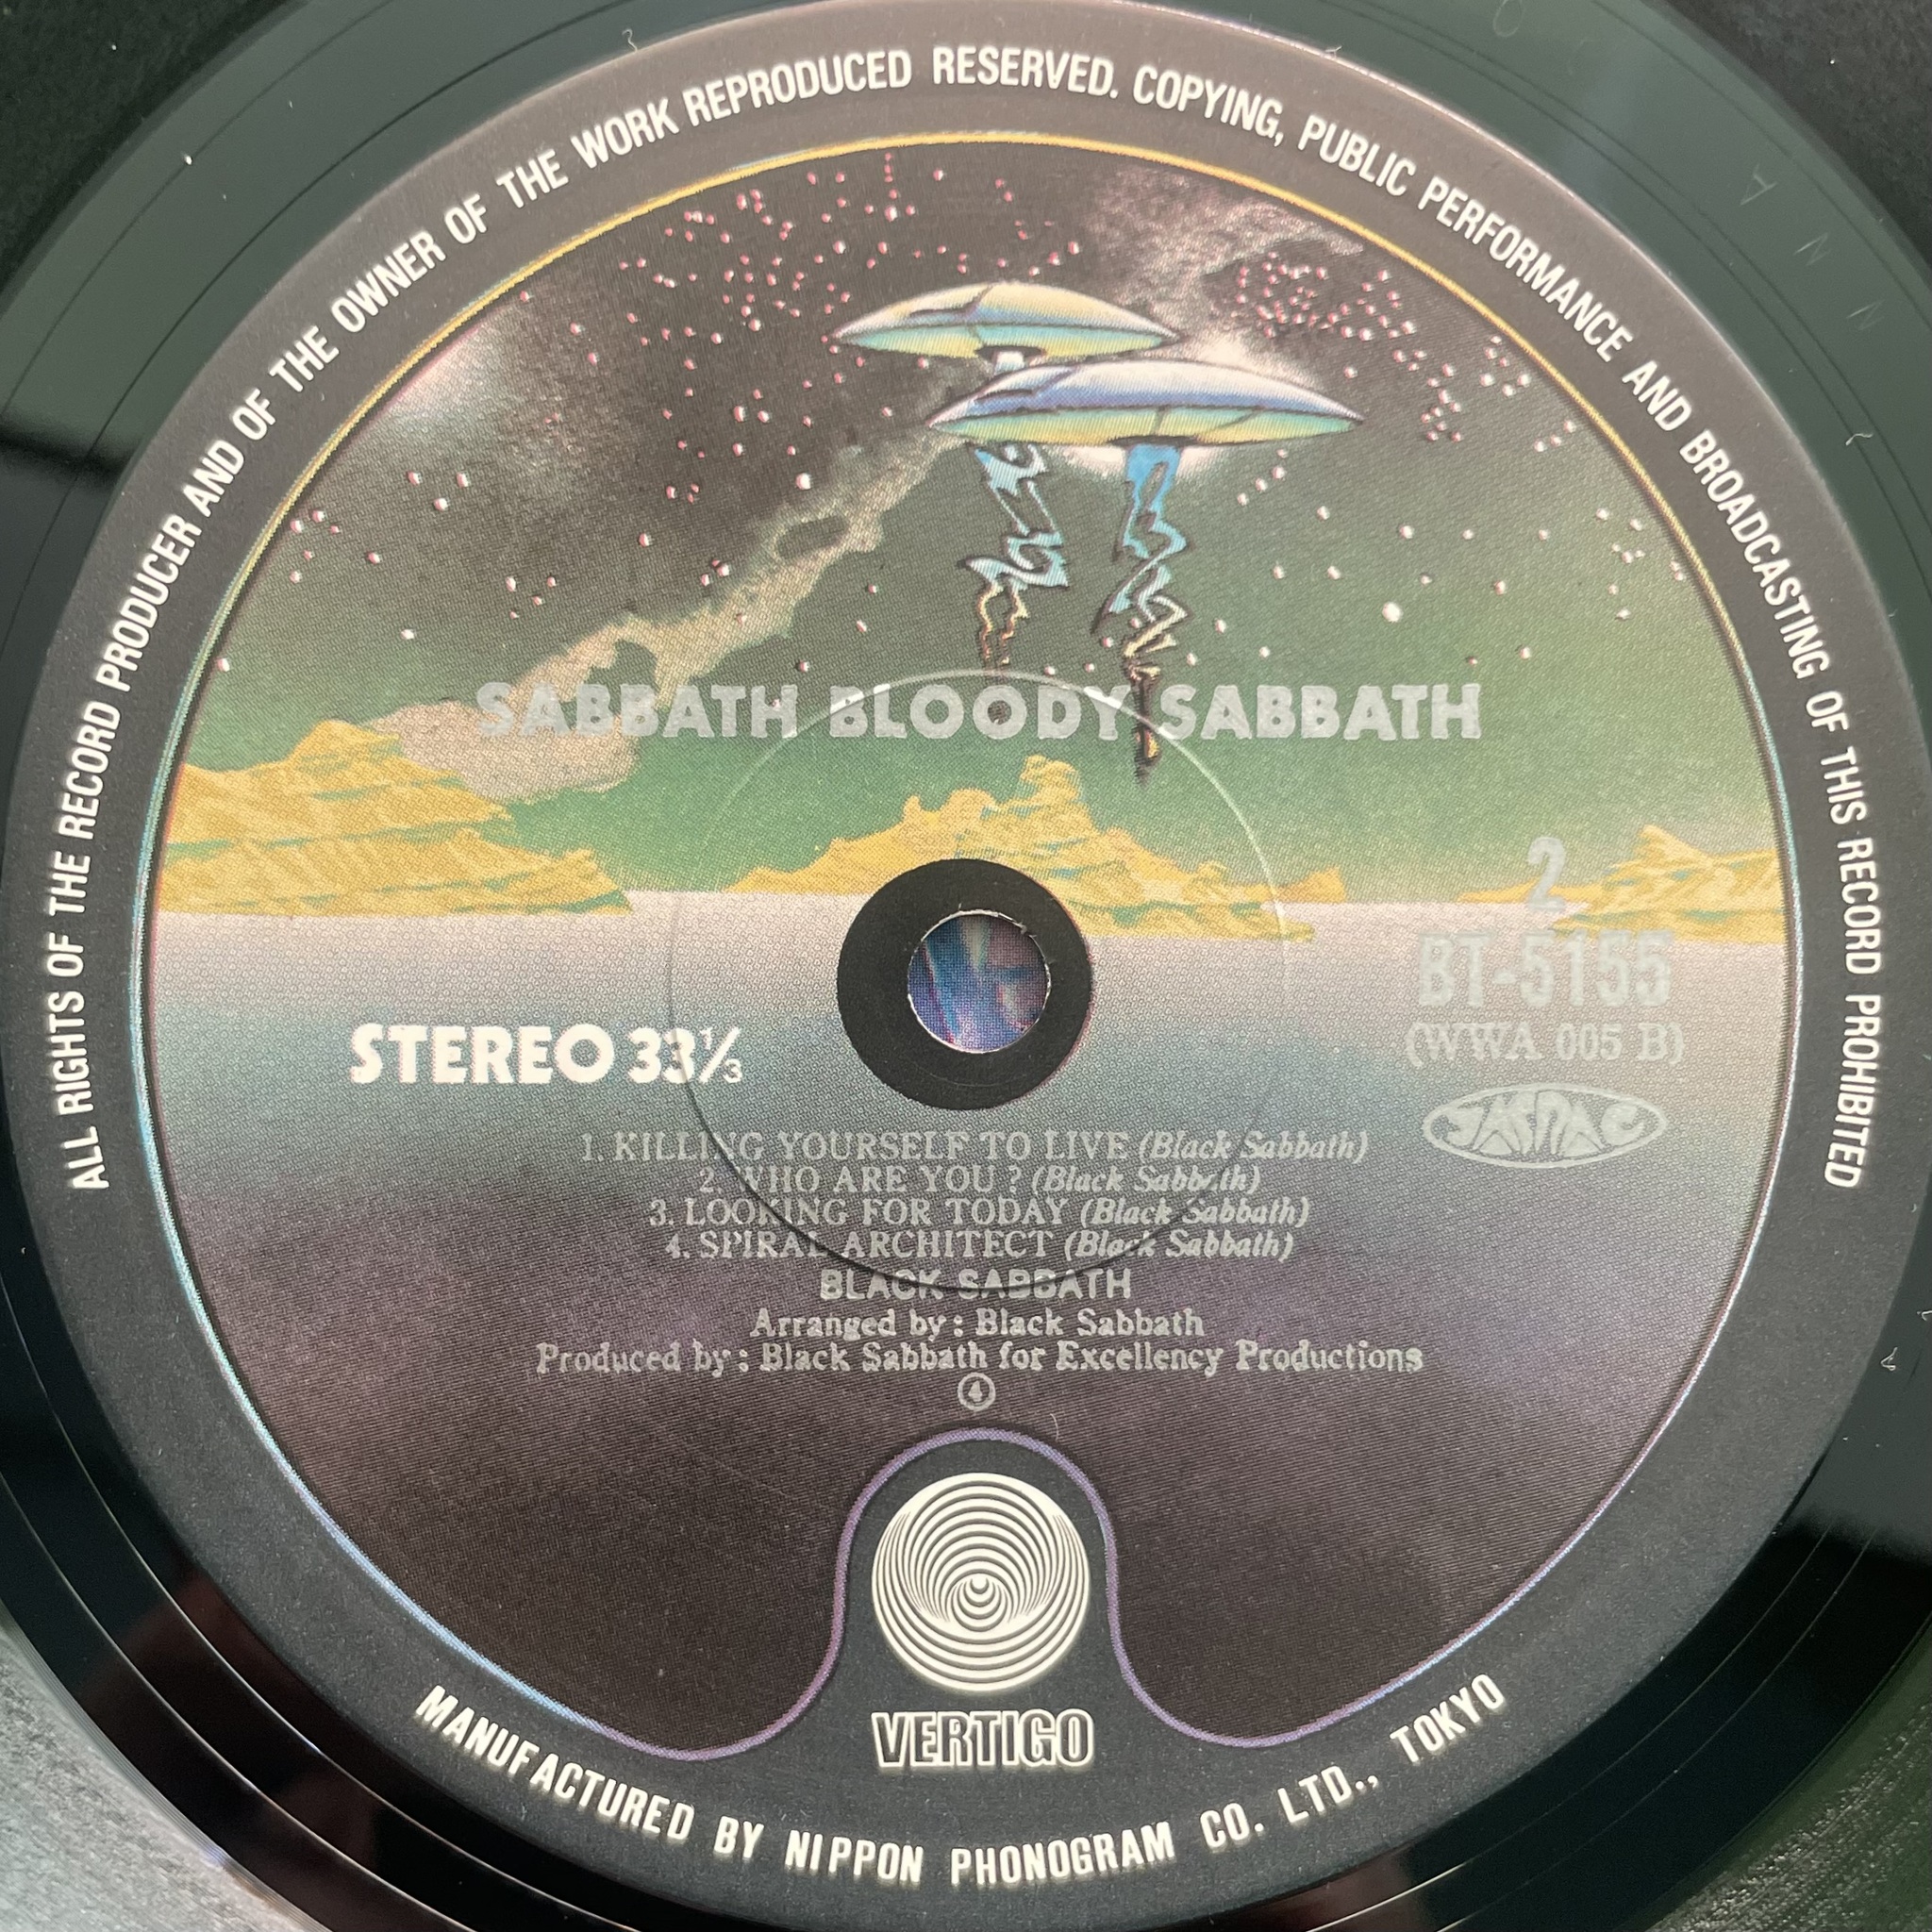 ALL RIGHTS OF THE RECORD PRODUCER AND OF THE OWNER OF THE WORK REPRODUCED RESERVED. COPYING, PUBLIC PERFORMANCE AND BROADCASTING OF THIS RECORD PROHIBITED
SABBATH BLOODY SABBATH
2
BT-5155
(WWA 005 B)
STEREO 33⅓
JASRAC
1. KILLING YOURSELF TO LIVE (Black Sabbath)
2. WHO ARE YOU ? (Black Sabbath)
3. LOOKING FOR TODAY (Black Sabbath)
4. SPIRAL ARCHITECT (Black Sabbath)
BLACK SABBATH
Arranged by : Black Sabbath
Produced by : Black Sabbath for Excellency Productions
④
VERTIGO
MANUFACTURED BY NIPPON PHONOGRAM CO. LTD., TOKYO